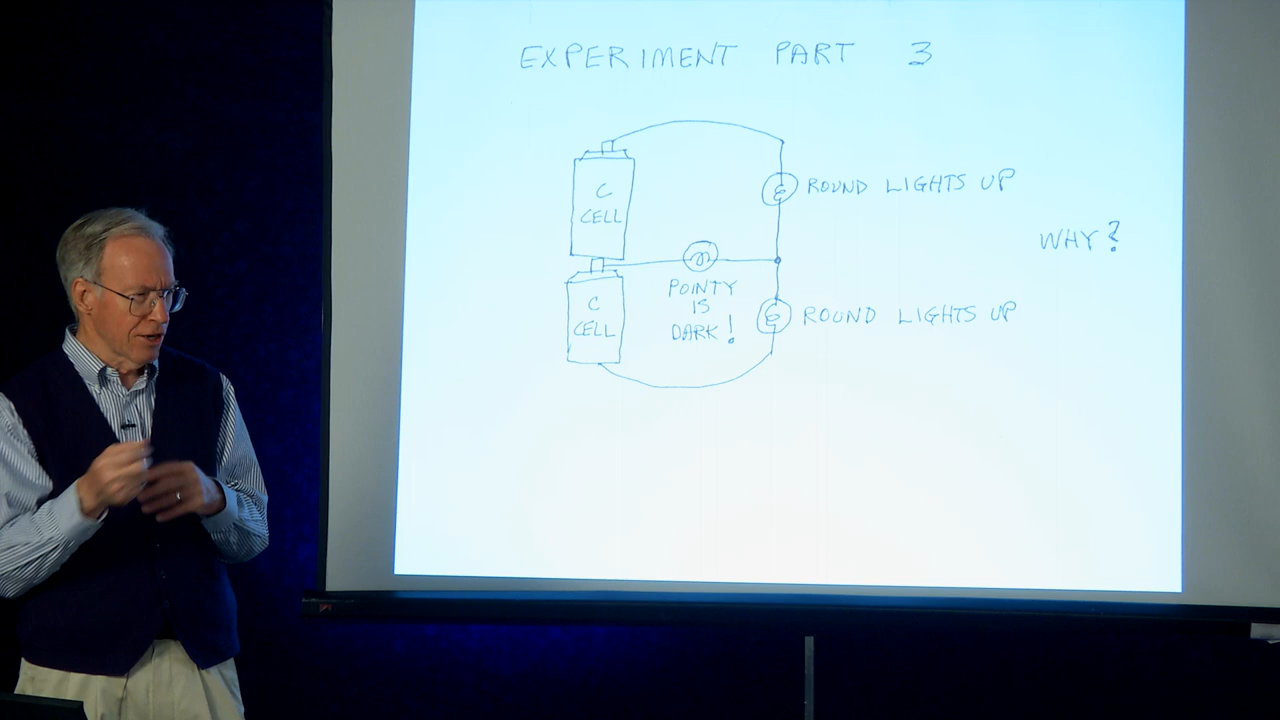 EXPERIMENT PART 3
C
CELL
ROUND LIGHTS UP
WHY?
C
CELL
POINTY
IS
DARK!
ROUND LIGHTS UP